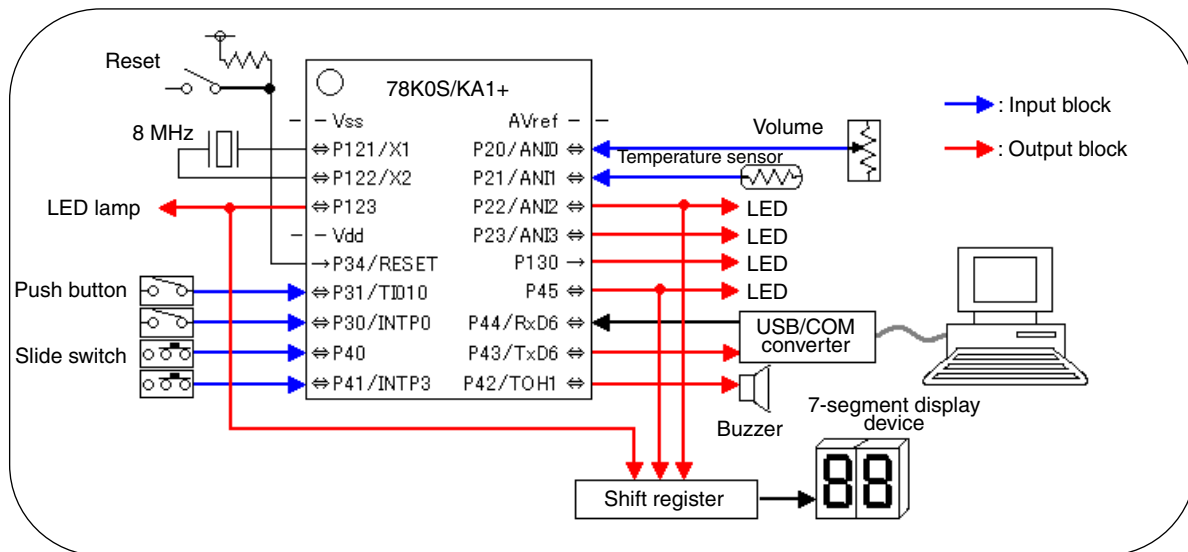 Reset
78K0S/KA1+
Vss
AVref
: Input block
8 MHz
P121/X1
P20/ANI0
Volume
Temperature sensor
: Output block
P122/X2
P21/ANI1
LED lamp
P123
P22/ANI2
LED
Vdd
P23/ANI3
LED
P34/RESET
P130
LED
Push button
P31/TI010
P45
LED
P30/INTP0
P44/RxD6
USB/COM
converter
Slide switch
P40
P43/TxD6
P41/INTP3
P42/TOH1
Buzzer
7-segment display
device
88
Shift register